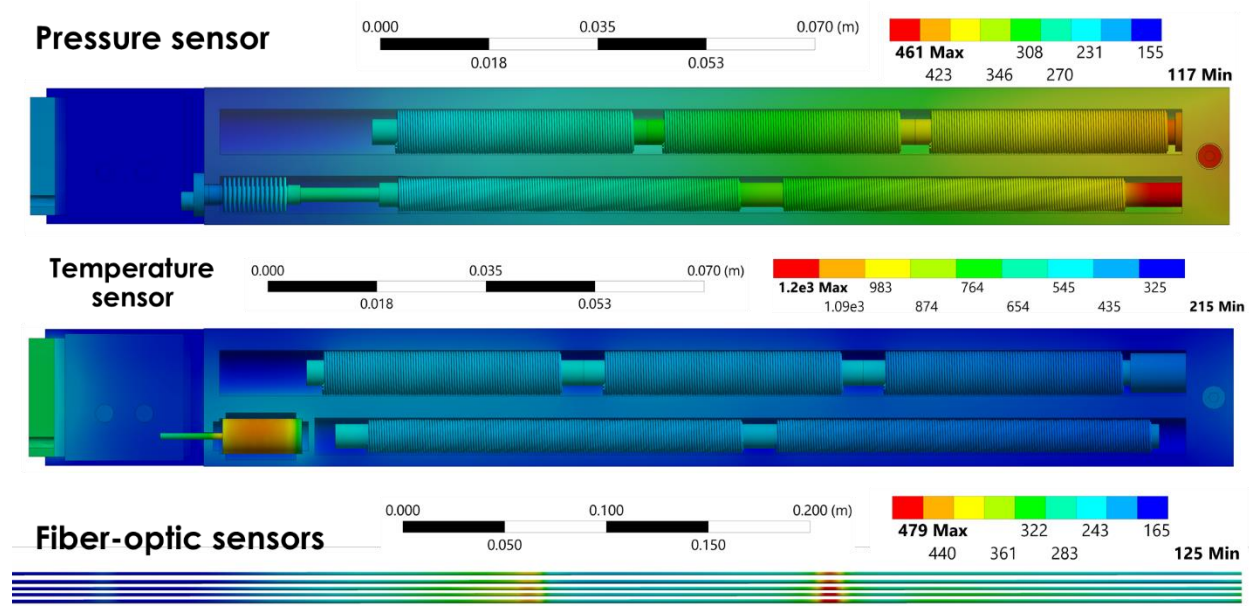 Pressure sensor
0.000 0.035 0.070 (m)
0.018 0.053
461 Max 308 231 155
423 346 270 117 Min
Temperature
sensor
0.000 0.035 0.070 (m)
0.018 0.053
1.2e3 Max 983 764 545 325
1.09e3 874 654 435 215 Min
Fiber-optic sensors
0.000 0.100 0.200 (m)
0.050 0.150
479 Max 322 243 165
440 361 283 125 Min